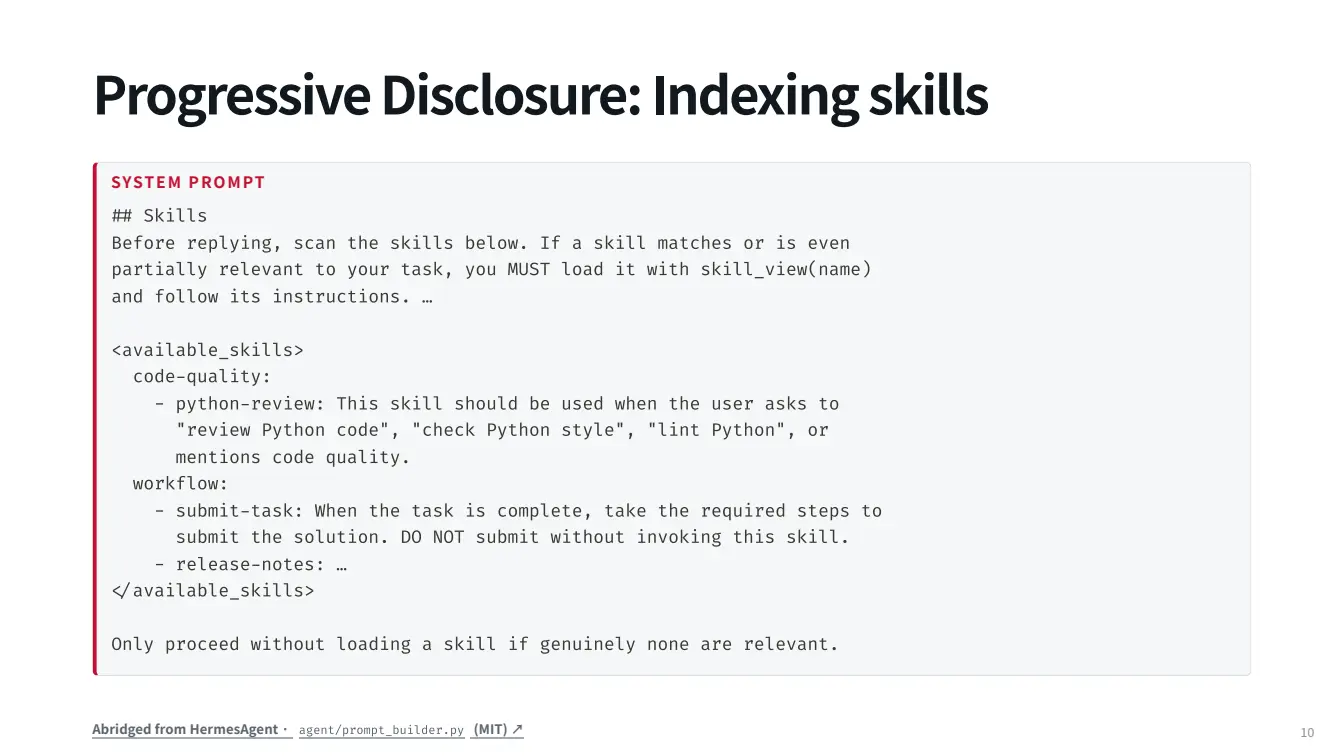 Progressive Disclosure: Indexing skills
SYSTEM PROMPT
## Skills
Before replying, scan the skills below. If a skill matches or is even
partially relevant to your task, you MUST load it with skill_view(name)
and follow its instructions. …
<available_skills>
  code-quality:
    - python-review: This skill should be used when the user asks to
      "review Python code", "check Python style", "lint Python", or
      mentions code quality.
  workflow:
    - submit-task: When the task is complete, take the required steps to
      submit the solution. DO NOT submit without invoking this skill.
    - release-notes: …
</available_skills>
Only proceed without loading a skill if genuinely none are relevant.
Abridged from HermesAgent · agent/prompt_builder.py (MIT) ↗
10